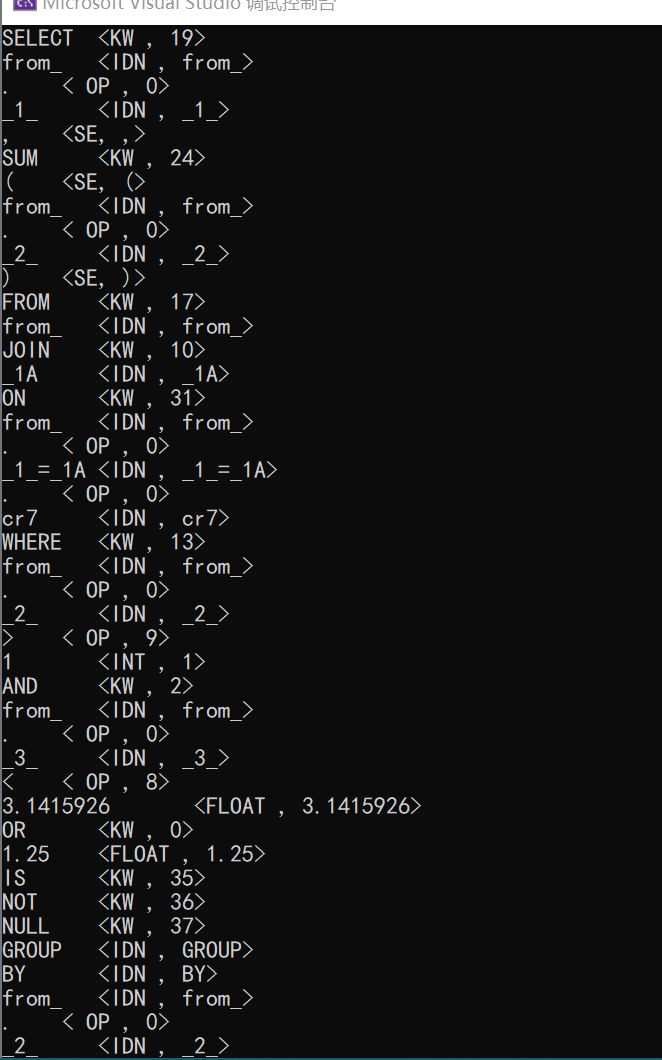 Microsoft Visual Studio 调试控制台
SELECT <KW , 19>
from_ <IDN , from_>
. < OP , 0>
_1_ <IDN , _1_>
, <SE, ,>
SUM <KW , 24>
( <SE, (>
from_ <IDN , from_>
. < OP , 0>
_2_ <IDN , _2_>
) <SE, )>
FROM <KW , 17>
from_ <IDN , from_>
JOIN <KW , 10>
_1A <IDN , _1A>
ON <KW , 31>
from_ <IDN , from_>
. < OP , 0>
_1_=_1A <IDN , _1_=_1A>
. < OP , 0>
cr7 <IDN , cr7>
WHERE <KW , 13>
from_ <IDN , from_>
. < OP , 0>
_2_ <IDN , _2_>
> < OP , 9>
1 <INT , 1>
AND <KW , 2>
from_ <IDN , from_>
. < OP , 0>
_3_ <IDN , _3_>
< < OP , 8>
3.1415926 <FLOAT , 3.1415926>
OR <KW , 0>
1.25 <FLOAT , 1.25>
IS <KW , 35>
NOT <KW , 36>
NULL <KW , 37>
GROUP <IDN , GROUP>
BY <IDN , BY>
from_ <IDN , from_>
. < OP , 0>
_2_ <IDN , _2_>